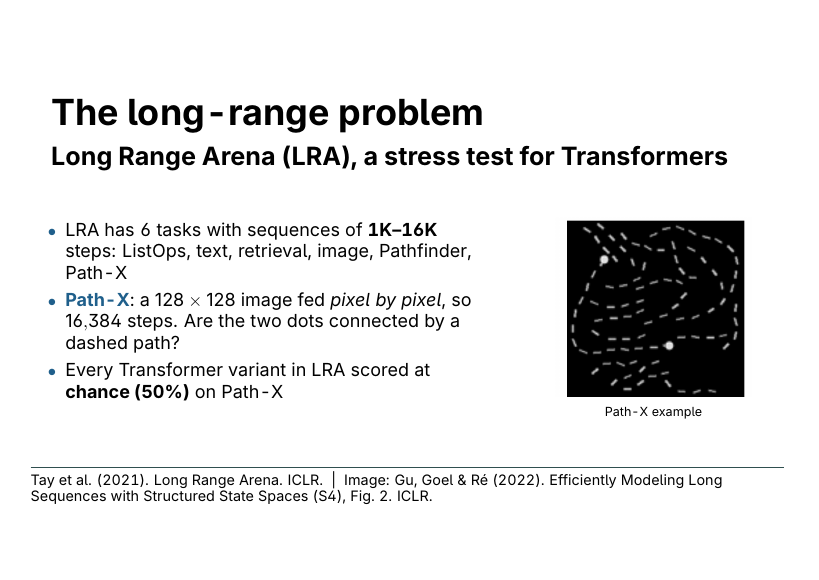 The long-range problem
Long Range Arena (LRA), a stress test for Transformers
• LRA has 6 tasks with sequences of 1K–16K
steps: ListOps, text, retrieval, image, Pathfinder,
Path-X
• Path-X: a 128 × 128 image fed pixel by pixel, so
16,384 steps. Are the two dots connected by a
dashed path?
• Every Transformer variant in LRA scored at
chance (50%) on Path-X
Path-X example
Tay et al. (2021). Long Range Arena. ICLR. | Image: Gu, Goel & Ré (2022). Efficiently Modeling Long
Sequences with Structured State Spaces (S4), Fig. 2. ICLR.